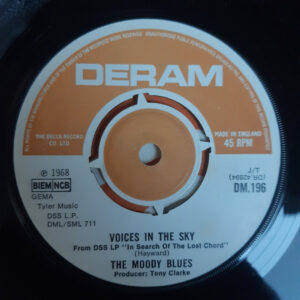 DERAM
THE DECCA RECORD
CO. LTD.
MADE IN ENGLAND
45 RPM
℗ 1968
BIEM NCB
GEMA
Tyler Music
DSS L.P.
DML/SML 711
(DR.42694)
T/J
DM.196
VOICES IN THE SKY
From DSS LP "In Search Of The Lost Chord"
(Hayward)
THE MOODY BLUES
Producer: Tony Clarke